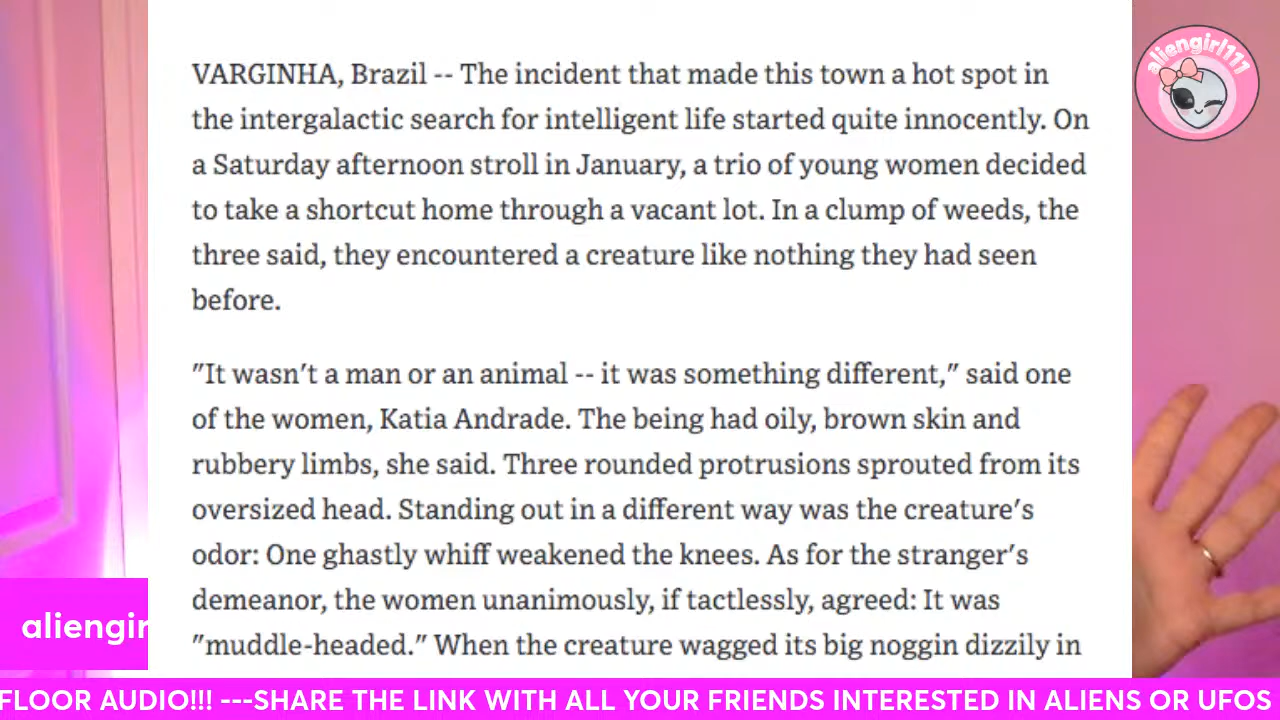 VARGINHA, Brazil -- The incident that made this town a hot spot in
the intergalactic search for intelligent life started quite innocently. On
a Saturday afternoon stroll in January, a trio of young women decided
to take a shortcut home through a vacant lot. In a clump of weeds, the
three said, they encountered a creature like nothing they had seen
before.
"It wasn't a man or an animal -- it was something different," said one
of the women, Katia Andrade. The being had oily, brown skin and
rubbery limbs, she said. Three rounded protrusions sprouted from its
oversized head. Standing out in a different way was the creature's
odor: One ghastly whiff weakened the knees. As for the stranger's
demeanor, the women unanimously, if tactlessly, agreed: It was
"muddle-headed." When the creature wagged its big noggin dizzily in
aliengirl111
aliengir
FLOOR AUDIO!!! ---SHARE THE LINK WITH ALL YOUR FRIENDS INTERESTED IN ALIENS OR UFOS